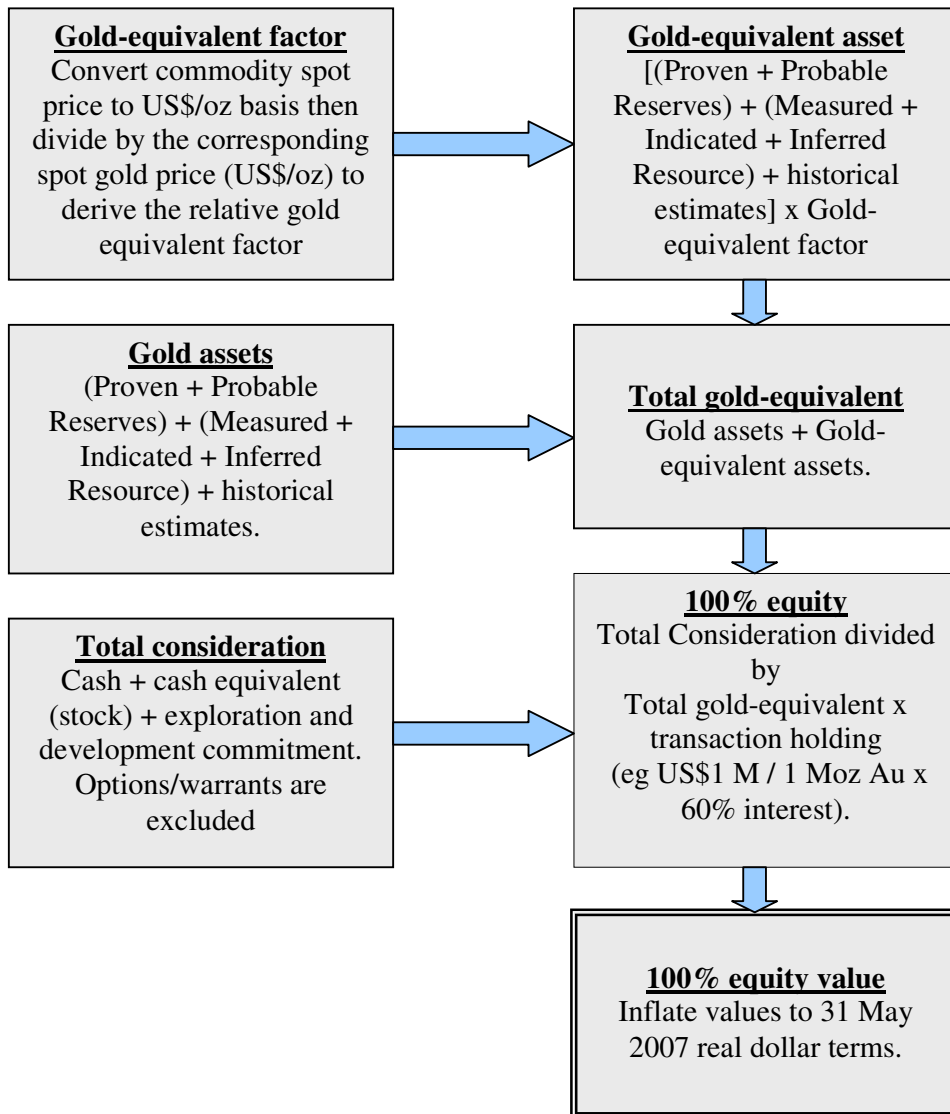 Gold-equivalent factor
Convert commodity spot
price to US$/oz basis then
divide by the corresponding
spot gold price (US$/oz) to
derive the relative gold
equivalent factor
Gold-equivalent asset
[(Proven + Probable
Reserves) + (Measured +
Indicated + Inferred
Resource) + historical
estimates] x Gold-
equivalent factor
Gold assets
(Proven + Probable
Reserves) + (Measured +
Indicated + Inferred
Resource) + historical
estimates.
Total gold-equivalent
Gold assets + Gold-
equivalent assets.
Total consideration
Cash + cash equivalent
(stock) + exploration and
development commitment.
Options/warrants are
excluded
100% equity
Total Consideration divided
by
Total gold-equivalent x
transaction holding
(eg US$1 M / 1 Moz Au x
60% interest).
100% equity value
Inflate values to 31 May
2007 real dollar terms.